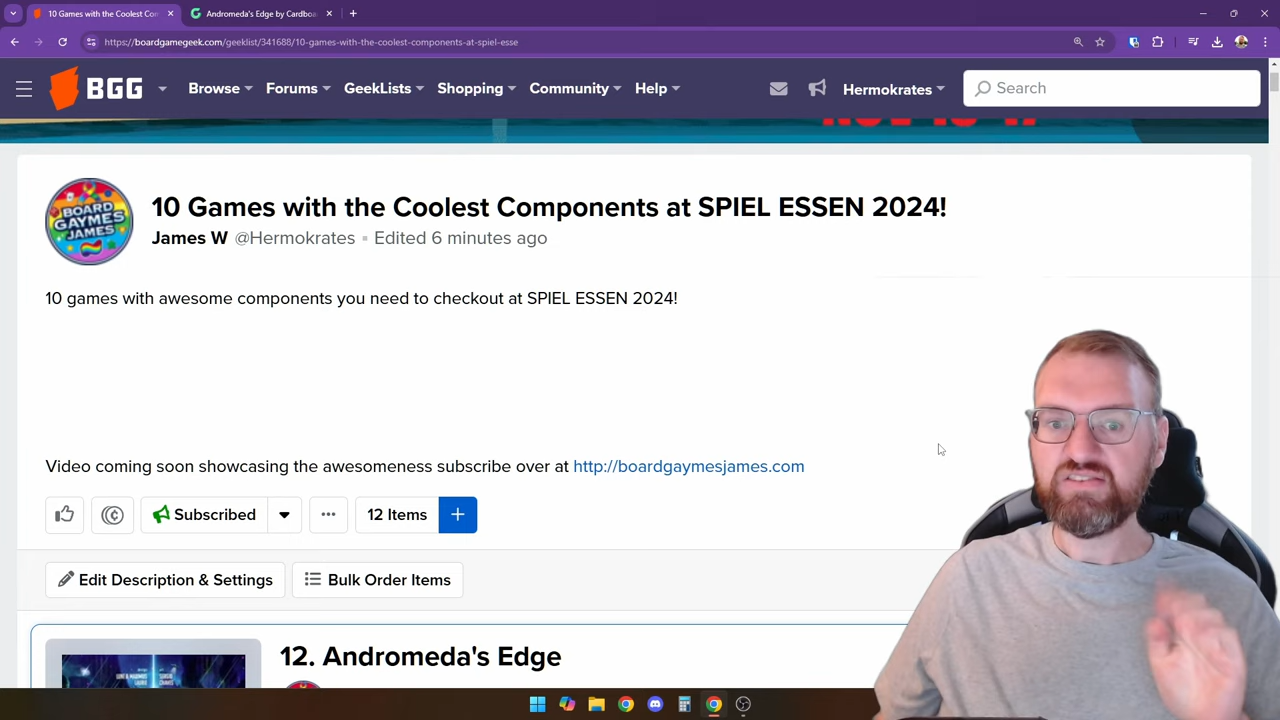 10 Games with the Coolest Com
Andromeda's Edge by Cardboa
https://boardgamegeek.com/geeklist/341688/10-games-with-the-coolest-components-at-spiel-esse
BGG
Browse
Forums
GeekLists
Shopping
Community
Help
Hermokrates
Search
BOARD
GAYMES
JAMES
10 Games with the Coolest Components at SPIEL ESSEN 2024!
James W @Hermokrates ▪ Edited 6 minutes ago
10 games with awesome components you need to checkout at SPIEL ESSEN 2024!
Video coming soon showcasing the awesomeness subscribe over at http://boardgaymesjames.com
Subscribed
12 Items
Edit Description & Settings
Bulk Order Items
12. Andromeda's Edge